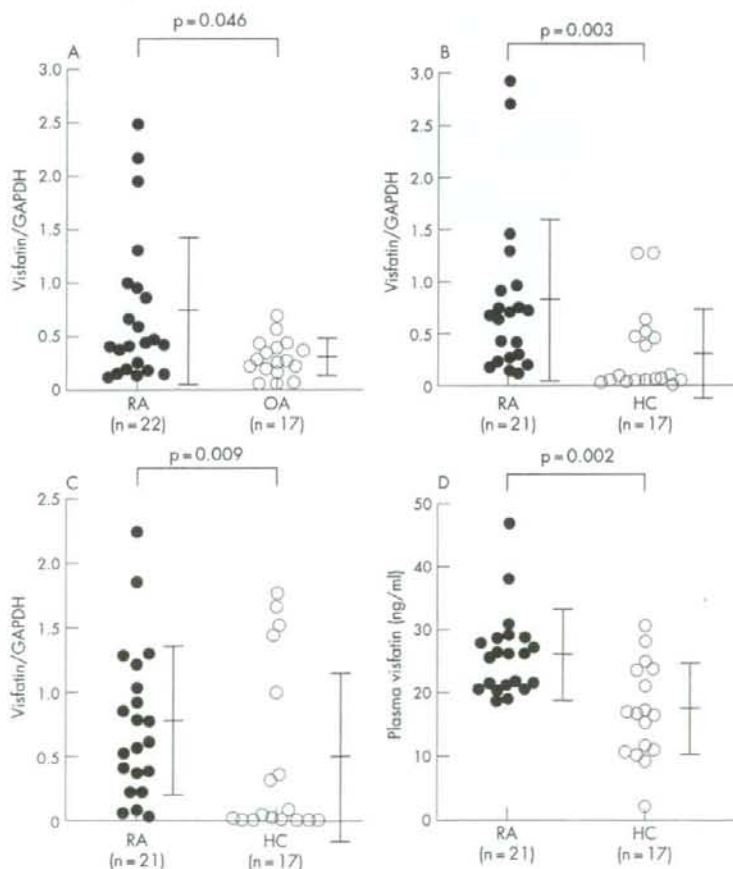 p=0.046
A
Visfatin/GAPDH
3.0
2.5
2.0
1.5
1.0
0.5
0
RA
(n=22)
OA
(n=17)
p=0.003
B
Visfatin/GAPDH
3.0
2.5
2.0
1.5
1.0
0.5
0
RA
(n=21)
HC
(n=17)
p=0.009
C
Visfatin/GAPDH
2.5
2.0
1.5
1.0
0.5
0
RA
(n=21)
HC
(n=17)
p=0.002
D
Plasma visfatin (ng/ml)
50
40
30
20
10
0
RA
(n=21)
HC
(n=17)